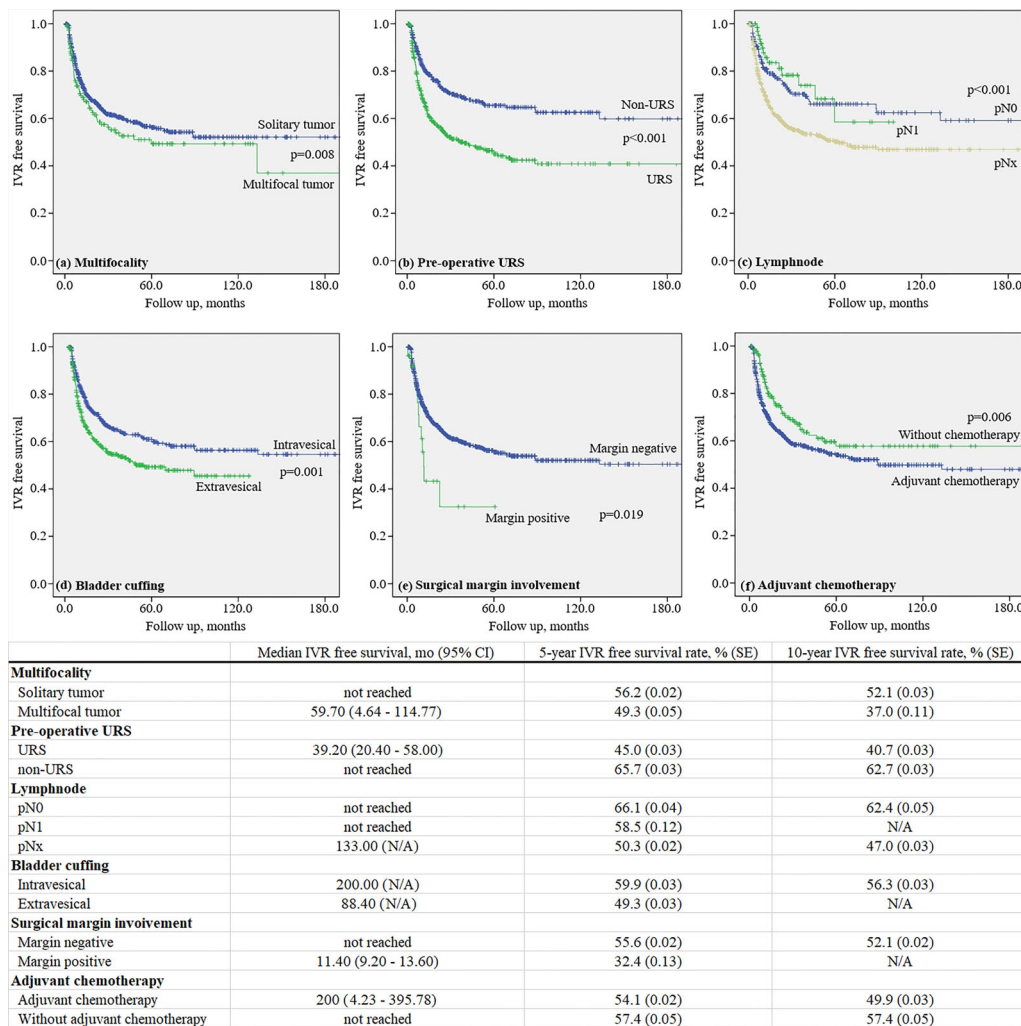 1.0
0.8
0.6
0.4
0.2
0.0
IVR free survival
Solitary tumor
p=0.008
Multifocal tumor
(a) Multifocality
0.0 60.0 120.0 180.0
Follow up, months
1.0
0.8
0.6
0.4
0.2
0.0
IVR free survival
Non-URS
p<0.001
URS
(b) Pre-operative URS
0.0 60.0 120.0 180.0
Follow up, months
1.0
0.8
0.6
0.4
0.2
0.0
IVR free survival
p<0.001
pN0
pN1
pNx
(c) Lymphnode
0.0 60.0 120.0 180.0
Follow up, months
1.0
0.8
0.6
0.4
0.2
0.0
IVR free survival
Intravesical
p=0.001
Extravesical
(d) Bladder cuffing
0.0 60.0 120.0 180.0
Follow up, months
1.0
0.8
0.6
0.4
0.2
0.0
IVR free survival
Margin negative
Margin positive p=0.019
(e) Surgical margin involvement
0.0 60.0 120.0 180.0
Follow up, months
1.0
0.8
0.6
0.4
0.2
0.0
IVR free survival
p=0.006
Without chemotherapy
Adjuvant chemotherapy
(f) Adjuvant chemotherapy
0.0 60.0 120.0 180.0
Follow up, months
Median IVR free survival, mo (95% CI) 5-year IVR free survival rate, % (SE) 10-year IVR free survival rate, % (SE)
Multifocality
Solitary tumor not reached 56.2 (0.02) 52.1 (0.03)
Multifocal tumor 59.70 (4.64 - 114.77) 49.3 (0.05) 37.0 (0.11)
Pre-operative URS
URS 39.20 (20.40 - 58.00) 45.0 (0.03) 40.7 (0.03)
non-URS not reached 65.7 (0.03) 62.7 (0.03)
Lymphnode
pN0 not reached 66.1 (0.04) 62.4 (0.05)
pN1 not reached 58.5 (0.12) N/A
pNx 133.00 (N/A) 50.3 (0.02) 47.0 (0.03)
Bladder cuffing
Intravesical 200.00 (N/A) 59.9 (0.03) 56.3 (0.03)
Extravesical 88.40 (N/A) 49.3 (0.03) N/A
Surgical margin invoivement
Margin negative not reached 55.6 (0.02) 52.1 (0.02)
Margin positive 11.40 (9.20 - 13.60) 32.4 (0.13) N/A
Adjuvant chemotherapy
Adjuvant chemotherapy 200 (4.23 - 395.78) 54.1 (0.02) 49.9 (0.03)
Without adjuvant chemotherapy not reached 57.4 (0.05) 57.4 (0.05)